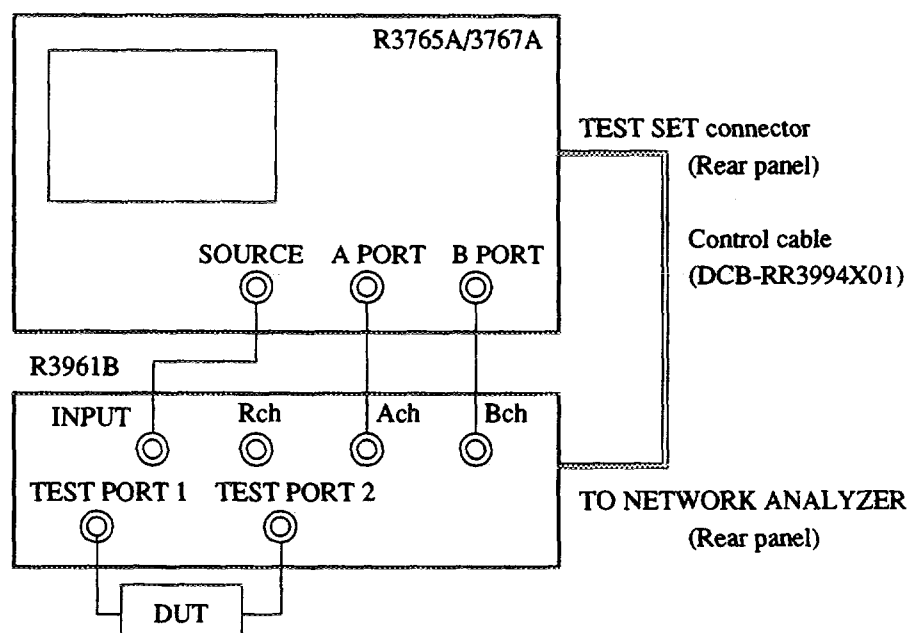 R3765A/3767A
TEST SET connector
(Rear panel)
SOURCE A PORT B PORT
Control cable
(DCB-RR3994X01)
R3961B
INPUT Rch Ach Bch
TEST PORT 1 TEST PORT 2
TO NETWORK ANALYZER
(Rear panel)
DUT